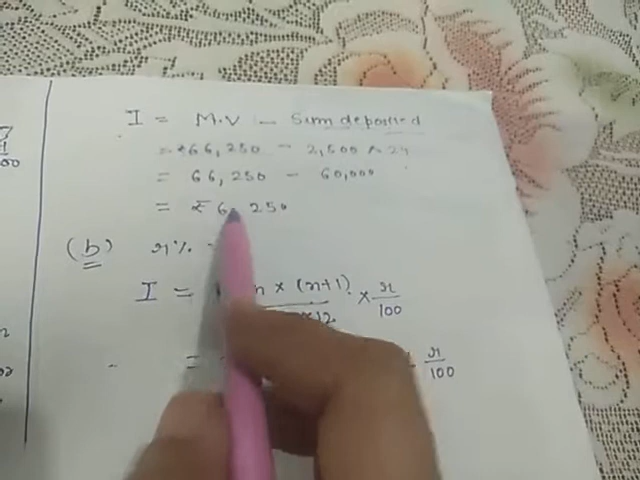 I = M.V - Sum deposited
= ₹66,250 - 2,500 × 24
= 66,250 - 60,000
= ₹ 6, 250
(b) r%
I = n × (n+1) × r
100
= r
100